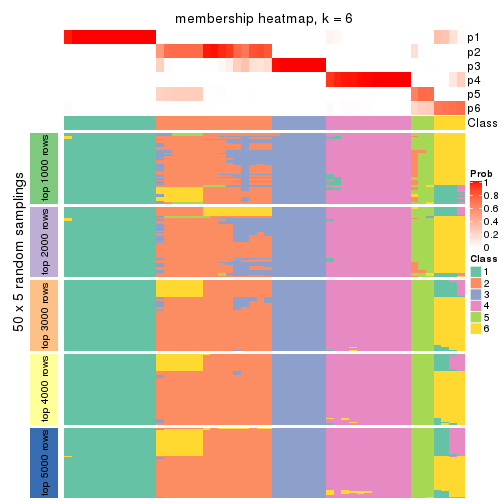 membership heatmap, k = 6
p1
p2
p3
p4
p5
p6
Class
50 x 5 random samplings
top 1000 rows
top 2000 rows
top 3000 rows
top 4000 rows
top 5000 rows
Prob
1
0.8
0.6
0.4
0.2
0
Class
1
2
3
4
5
6